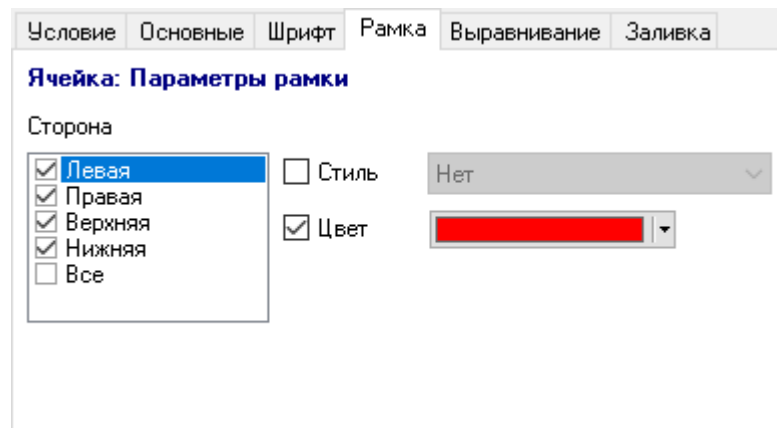 Условие Основные Шрифт Рамка Выравнивание Заливка
Ячейка: Параметры рамки
Сторона
Левая
Правая
Верхняя
Нижняя
Все
Стиль Нет
Цвет